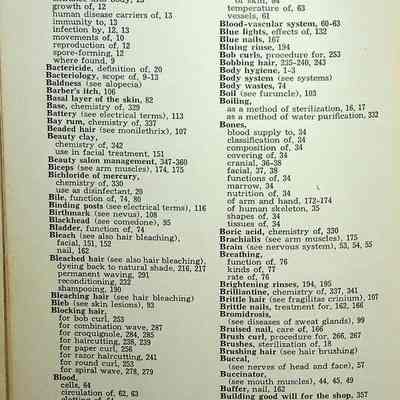 growth of, 12
human disease carriers of, 13
immunity to, 13
infection by, 12, 13
movements of, 10
reproduction of, 12
spore-forming, 12
where found, 9
Bactericide, definition of, 20
Bacteriology, scope of, 9-13
Baldness (see alopecia)
Barber's itch, 106
Basal layer of the skin, 82
Base, chemistry of, 329
Battery (see electrical terms), 113
Bay rum, chemistry of, 337
Beaded hair (see monilethrix), 107
Beauty clay,
chemistry of, 342
use in facial treatment, 151
Beauty salon management, 347-360
Biceps (see arm muscles), 174, 175
Bichloride of mercury,
chemistry of, 330
use as disinfectant, 20
Bile, function of, 74, 80
Binding posts (see electrical terms), 116
Birthmark (see nevus), 108
Blackhead (see comedone), 95
Bladder, function of, 74
Bleach (see also hair bleaching),
facial, 151, 152
nail, 162
Bleached hair (see also hair bleaching),
dyeing back to natural shade, 216, 217
permanent waving, 291
reconditioning, 232
shampooing, 190
Bleaching hair (see hair bleaching)
Bleb (see skin lesions), 93
Blocking hair,
for bob curl, 253
for combination wave, 287
for croquignole, 284, 285
for haircutting, 238, 239
for paper curl, 256
for razor haircutting, 241
for round curl, 253
for spiral wave, 278, 279
Blood,
cells, 64
circulation of, 62, 63
of skin, 84
temperature of, 63
vessels, 61
Blood-vascular system, 60-63
Blue lights, effects of, 132
Blue nails, 167
Bluing rinse, 194
Bob curls, procedure for, 253
Bobbing hair, 235-240, 243
Body hygiene, 1-3
Body system (see systems)
Body wastes, 74
Boil (see furuncle), 103
Boiling,
as a method of sterilization, 16, 17
as a method of water purification, 332
Bones,
blood supply to, 34
classification of, 34
composition of, 34
covering of, 34
cranial, 36-38
facial, 37, 38
functions of, 34
marrow, 34
nutrition of, 34
of arm and hand, 172-174
of human skeleton, 35
shapes of, 34
tissues of, 34
Boric acid, chemistry of, 330
Brachialis (see arm muscles), 175
Brain (see nervous system), 53, 54, 55
Breathing,
function of, 76
kinds of, 77
rate of, 76
Brightening rinses, 194, 195
Brilliantine, chemistry of, 337, 341
Brittle hair (see fragilitas crinium), 107
Brittle nails, treatment for, 162, 166
Bromidrosis,
(see diseases of sweat glands), 99
Bruised nail, care of, 166
Brush curl, procedure for, 266, 267
Brushes, sterilization of, 18
Brushing hair (see hair brushing)
Buccal,
(see nerves of head and face), 57
Buccinator,
(see mouth muscles), 44, 45, 49
Buffer, nail, 162
Building good will for the shop, 357